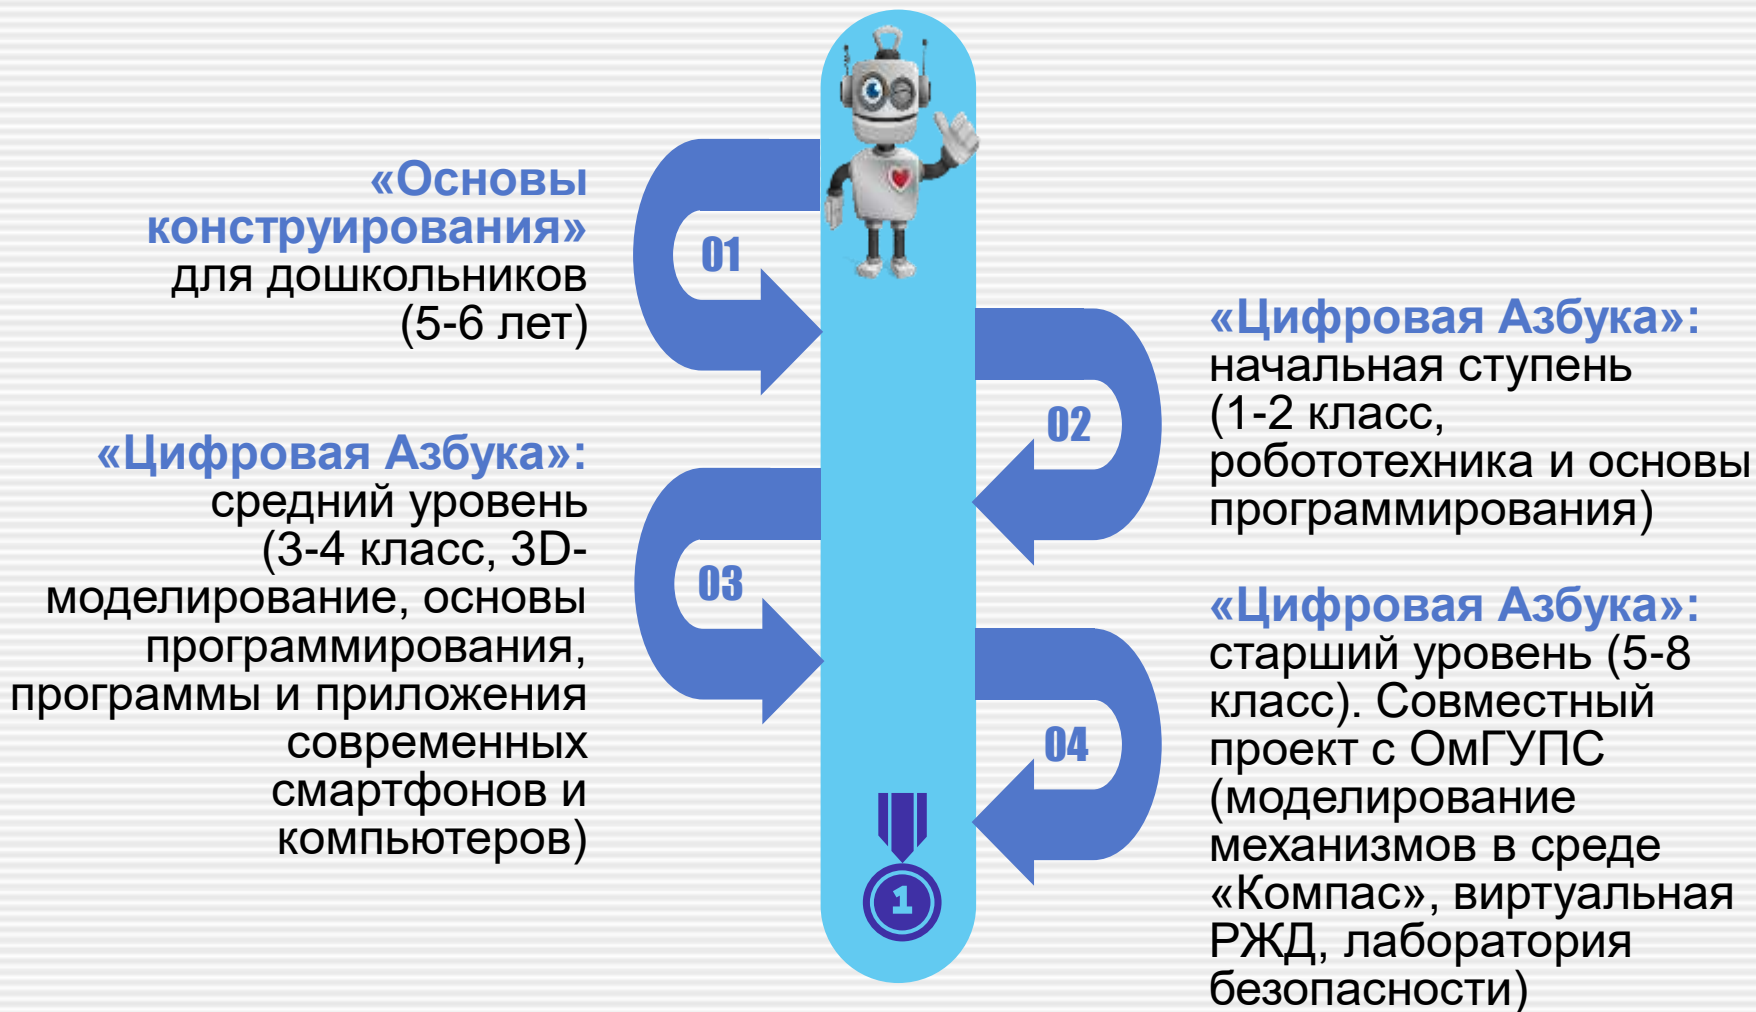 «Основы
конструирования»
для дошкольников
(5-6 лет)
01
«Цифровая Азбука»:
начальная ступень
(1-2 класс,
робототехника и основы
программирования)
02
«Цифровая Азбука»:
средний уровень
(3-4 класс, 3D-
моделирование, основы
программирования,
программы и приложения
современных
смартфонов и
компьютеров)
03
«Цифровая Азбука»:
старший уровень (5-8
класс). Совместный
проект с ОмГУПС
(моделирование
механизмов в среде
«Компас», виртуальная
РЖД, лаборатория
безопасности)
04
1